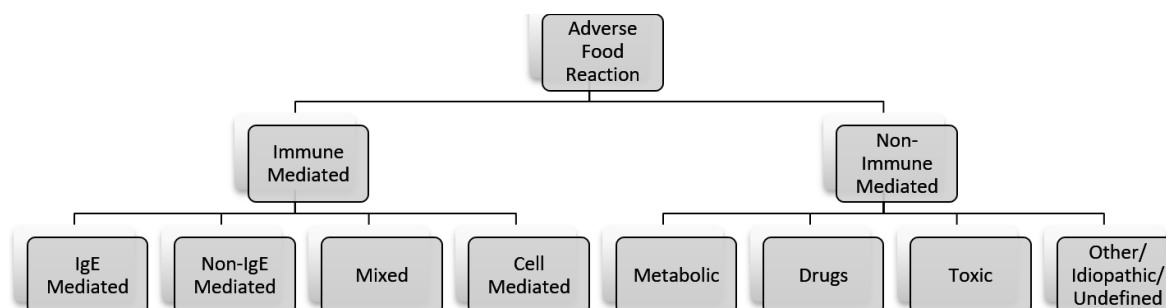 Adverse
Food
Reaction
Immune
Mediated
Non-
Immune
Mediated
IgE
Mediated
Non-IgE
Mediated
Mixed
Cell
Mediated
Metabolic
Drugs
Toxic
Other/
Idiopathic/
Undefined